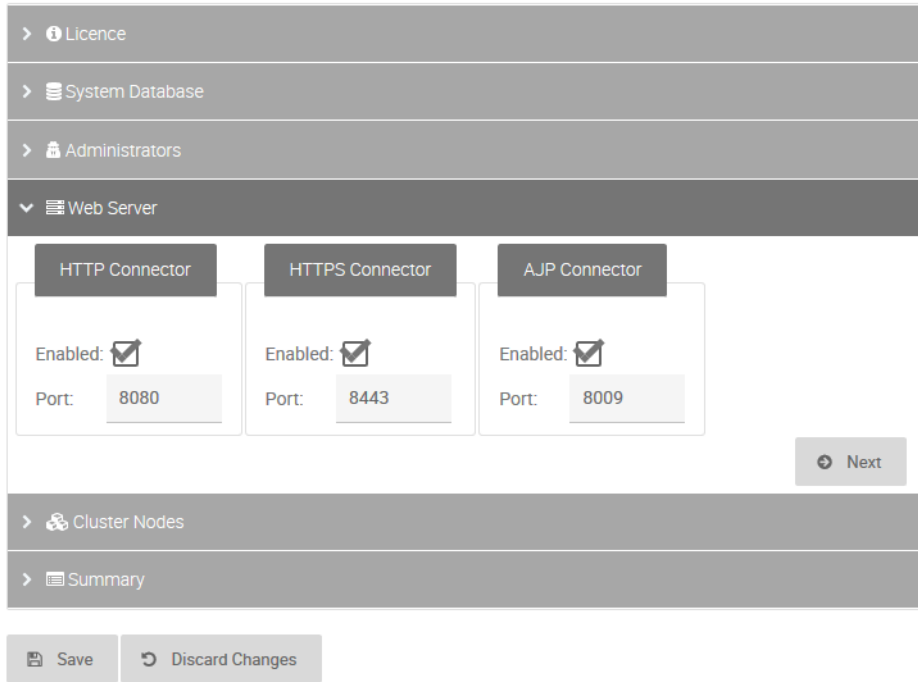 Licence
System Database
Administrators
Web Server
HTTP Connector
HTTPS Connector
AJP Connector
Enabled:
Enabled:
Enabled:
Port: 8080
Port: 8443
Port: 8009
Next
Cluster Nodes
Summary
Save
Discard Changes